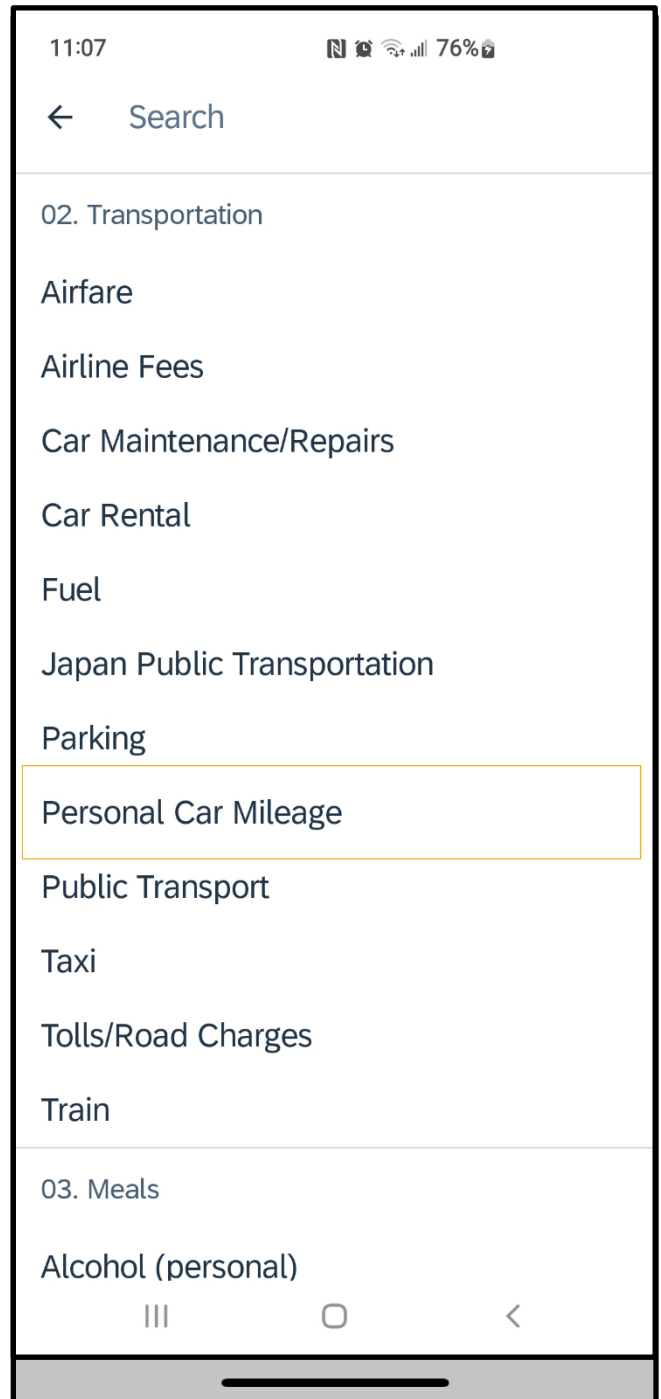 11:07 76%
Search
02. Transportation
Airfare
Airline Fees
Car Maintenance/Repairs
Car Rental
Fuel
Japan Public Transportation
Parking
Personal Car Mileage
Public Transport
Taxi
Tolls/Road Charges
Train
03. Meals
Alcohol (personal)